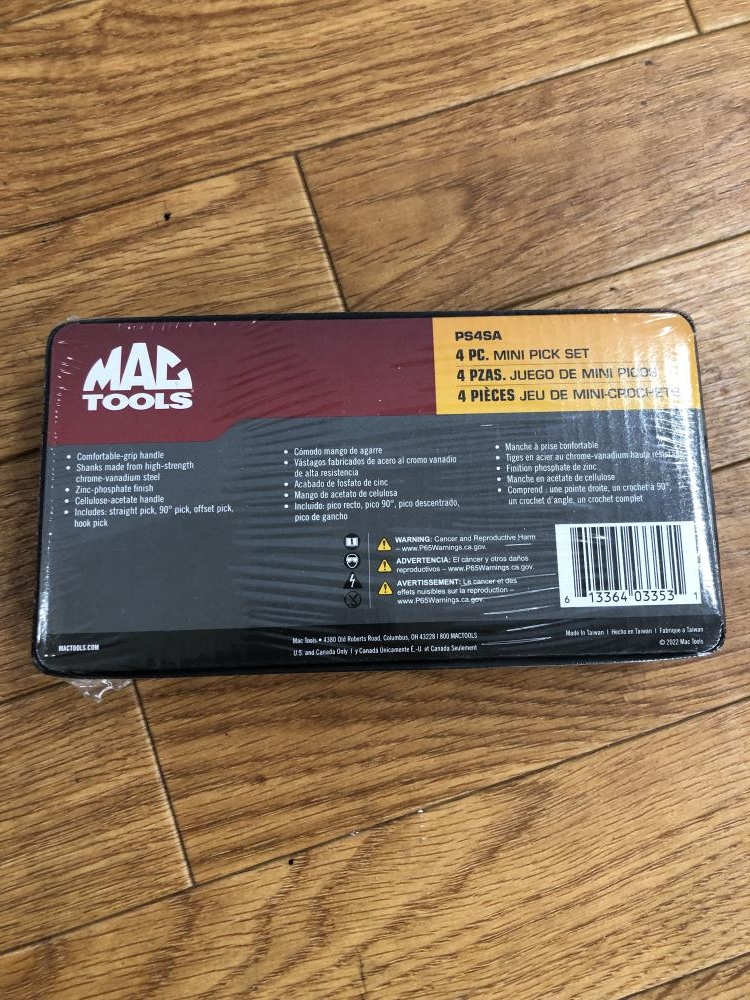 MAC
TOOLS
PS4SA
4 PC. MINI PICK SET
4 PZAS. JUEGO DE MINI PICOS
4 PIÈCES JEU DE MINI-CROCHETS
• Comfortable-grip handle
• Shanks made from high-strength
chrome-vanadium steel
• Zinc-phosphate finish
• Cellulose-acetate handle
• Includes: straight pick, 90° pick, offset pick,
hook pick
• Cómodo mango de agarre
• Vástagos fabricados de acero al cromo vanadio
de alta resistencia
• Acabado de fosfato de cinc
• Mango de acetato de celulosa
• Incluido: pico recto, pico 90°, pico descentrado,
pico de gancho
• Manche à prise confortable
• Tiges en acier au chrome-vanadium haute résistance
• Finition phosphate de zinc
• Manche en acétate de cellulose
• Comprend : une pointe droite, un crochet à 90°,
un crochet d'angle, un crochet complet
WARNING: Cancer and Reproductive Harm
– www.P65Warnings.ca.gov.
ADVERTENCIA: El cáncer y otros daños
reproductivos – www.P65Warnings.ca.gov.
AVERTISSEMENT: Le cancer et des
effets nuisibles sur la reproduction –
www.P65Warnings.ca.gov.
6 13364 03353 1
MACTOOLS.COM
Mac Tools • 4380 Old Roberts Road, Columbus, OH 43228 | 800 MACTOOLS
U.S. and Canada Only | y Canadá Únicamente É.-U. et Canada Seulement
Made in Taiwan | Hecho en Taiwan | Fabriqué à Taiwan
© 2022 Mac Tools